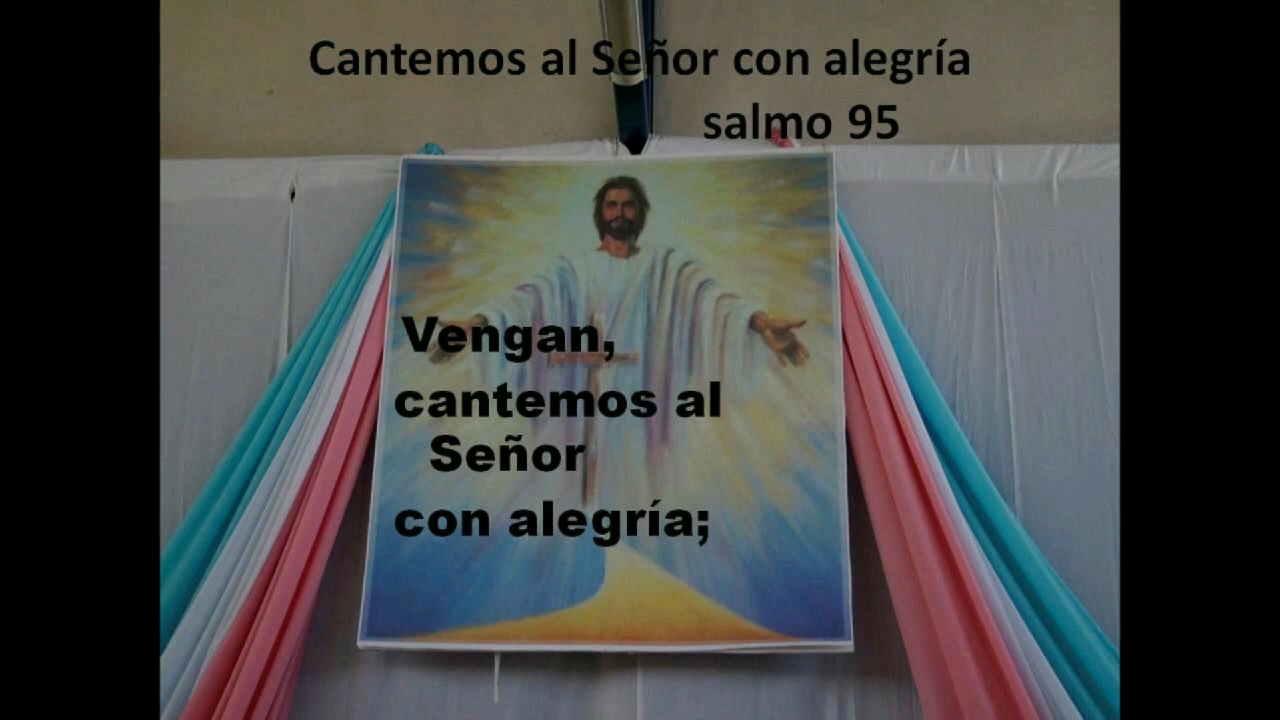 Cantemos al Señor con alegría
salmo 95
Vengan,
cantemos al
Señor
con alegría;